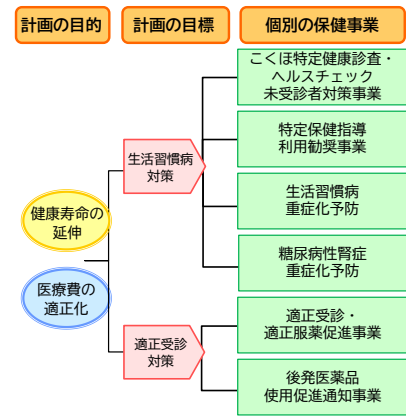 計画の目的
計画の目標
個別の保健事業
こくほ特定健康診査・
ヘルスチェック
未受診者対策事業
特定保健指導
利用勧奨事業
生活習慣病
対策
生活習慣病
重症化予防
健康寿命の
延伸
糖尿病性腎症
重症化予防
医療費の
適正化
適正受診・
適正服薬促進事業
適正受診
対策
後発医薬品
使用促進通知事業